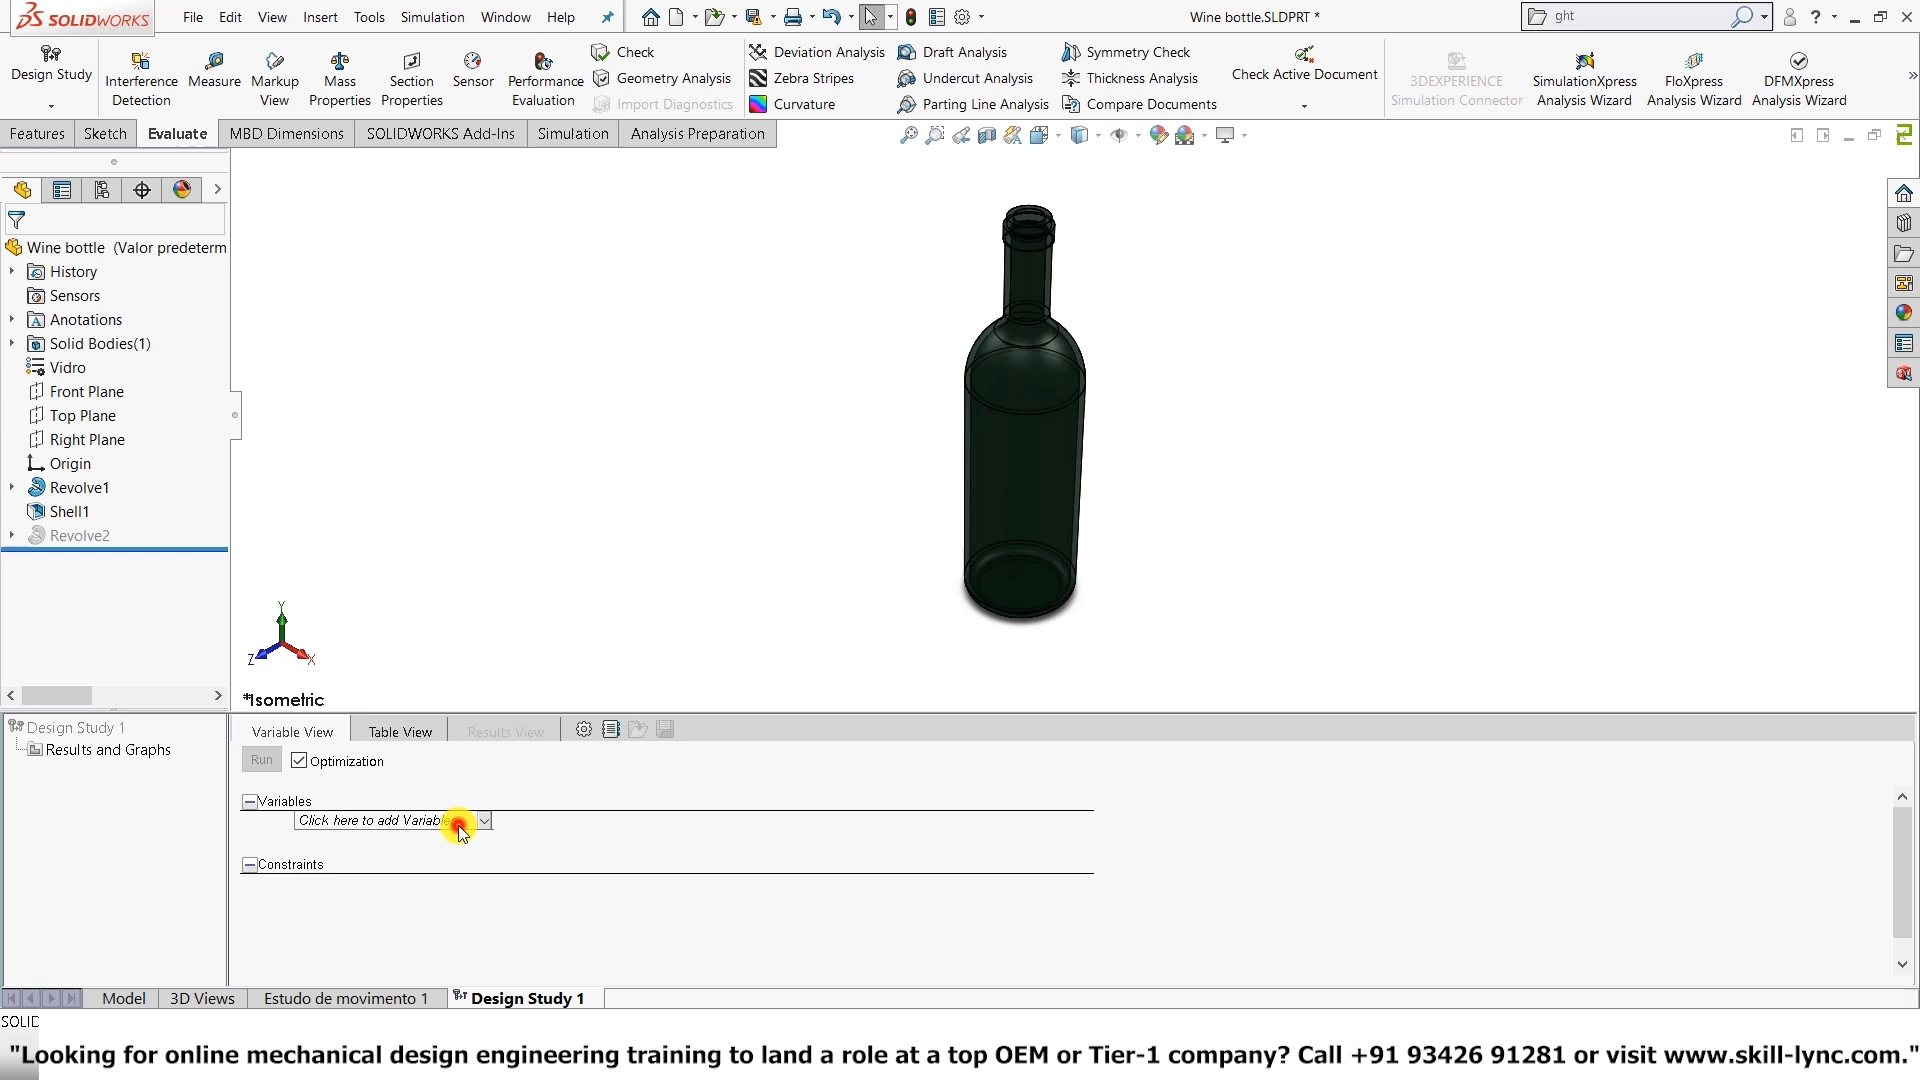 SOLIDWORKS
File Edit View Insert Tools Simulation Window Help
Wine bottle.SLDPRT *
ght
Design Study
Interference Detection
Measure
Markup View
Mass Properties
Section Properties
Sensor
Performance Evaluation
Check
Geometry Analysis
Import Diagnostics
Deviation Analysis
Zebra Stripes
Curvature
Draft Analysis
Undercut Analysis
Parting Line Analysis
Symmetry Check
Thickness Analysis
Compare Documents
Check Active Document
3DEXPERIENCE Simulation Connector
SimulationXpress Analysis Wizard
FloXpress Analysis Wizard
DFMXpress Analysis Wizard
Features Sketch Evaluate MBD Dimensions SOLIDWORKS Add-Ins Simulation Analysis Preparation
Wine bottle (Valor predeterm
History
Sensors
Anotations
Solid Bodies(1)
Vidro
Front Plane
Top Plane
Right Plane
Origin
Revolve1
Shell1
Revolve2
Y
Z
X
*Isometric
Design Study 1
Results and Graphs
Variable View Table View Results View
Run Optimization
Variables
Click here to add Variable
Constraints
Model 3D Views Estudo de movimento 1 Design Study 1
SOLID
"Looking for online mechanical design engineering training to land a role at a top OEM or Tier-1 company? Call +91 93426 91281 or visit www.skill-lync.com."